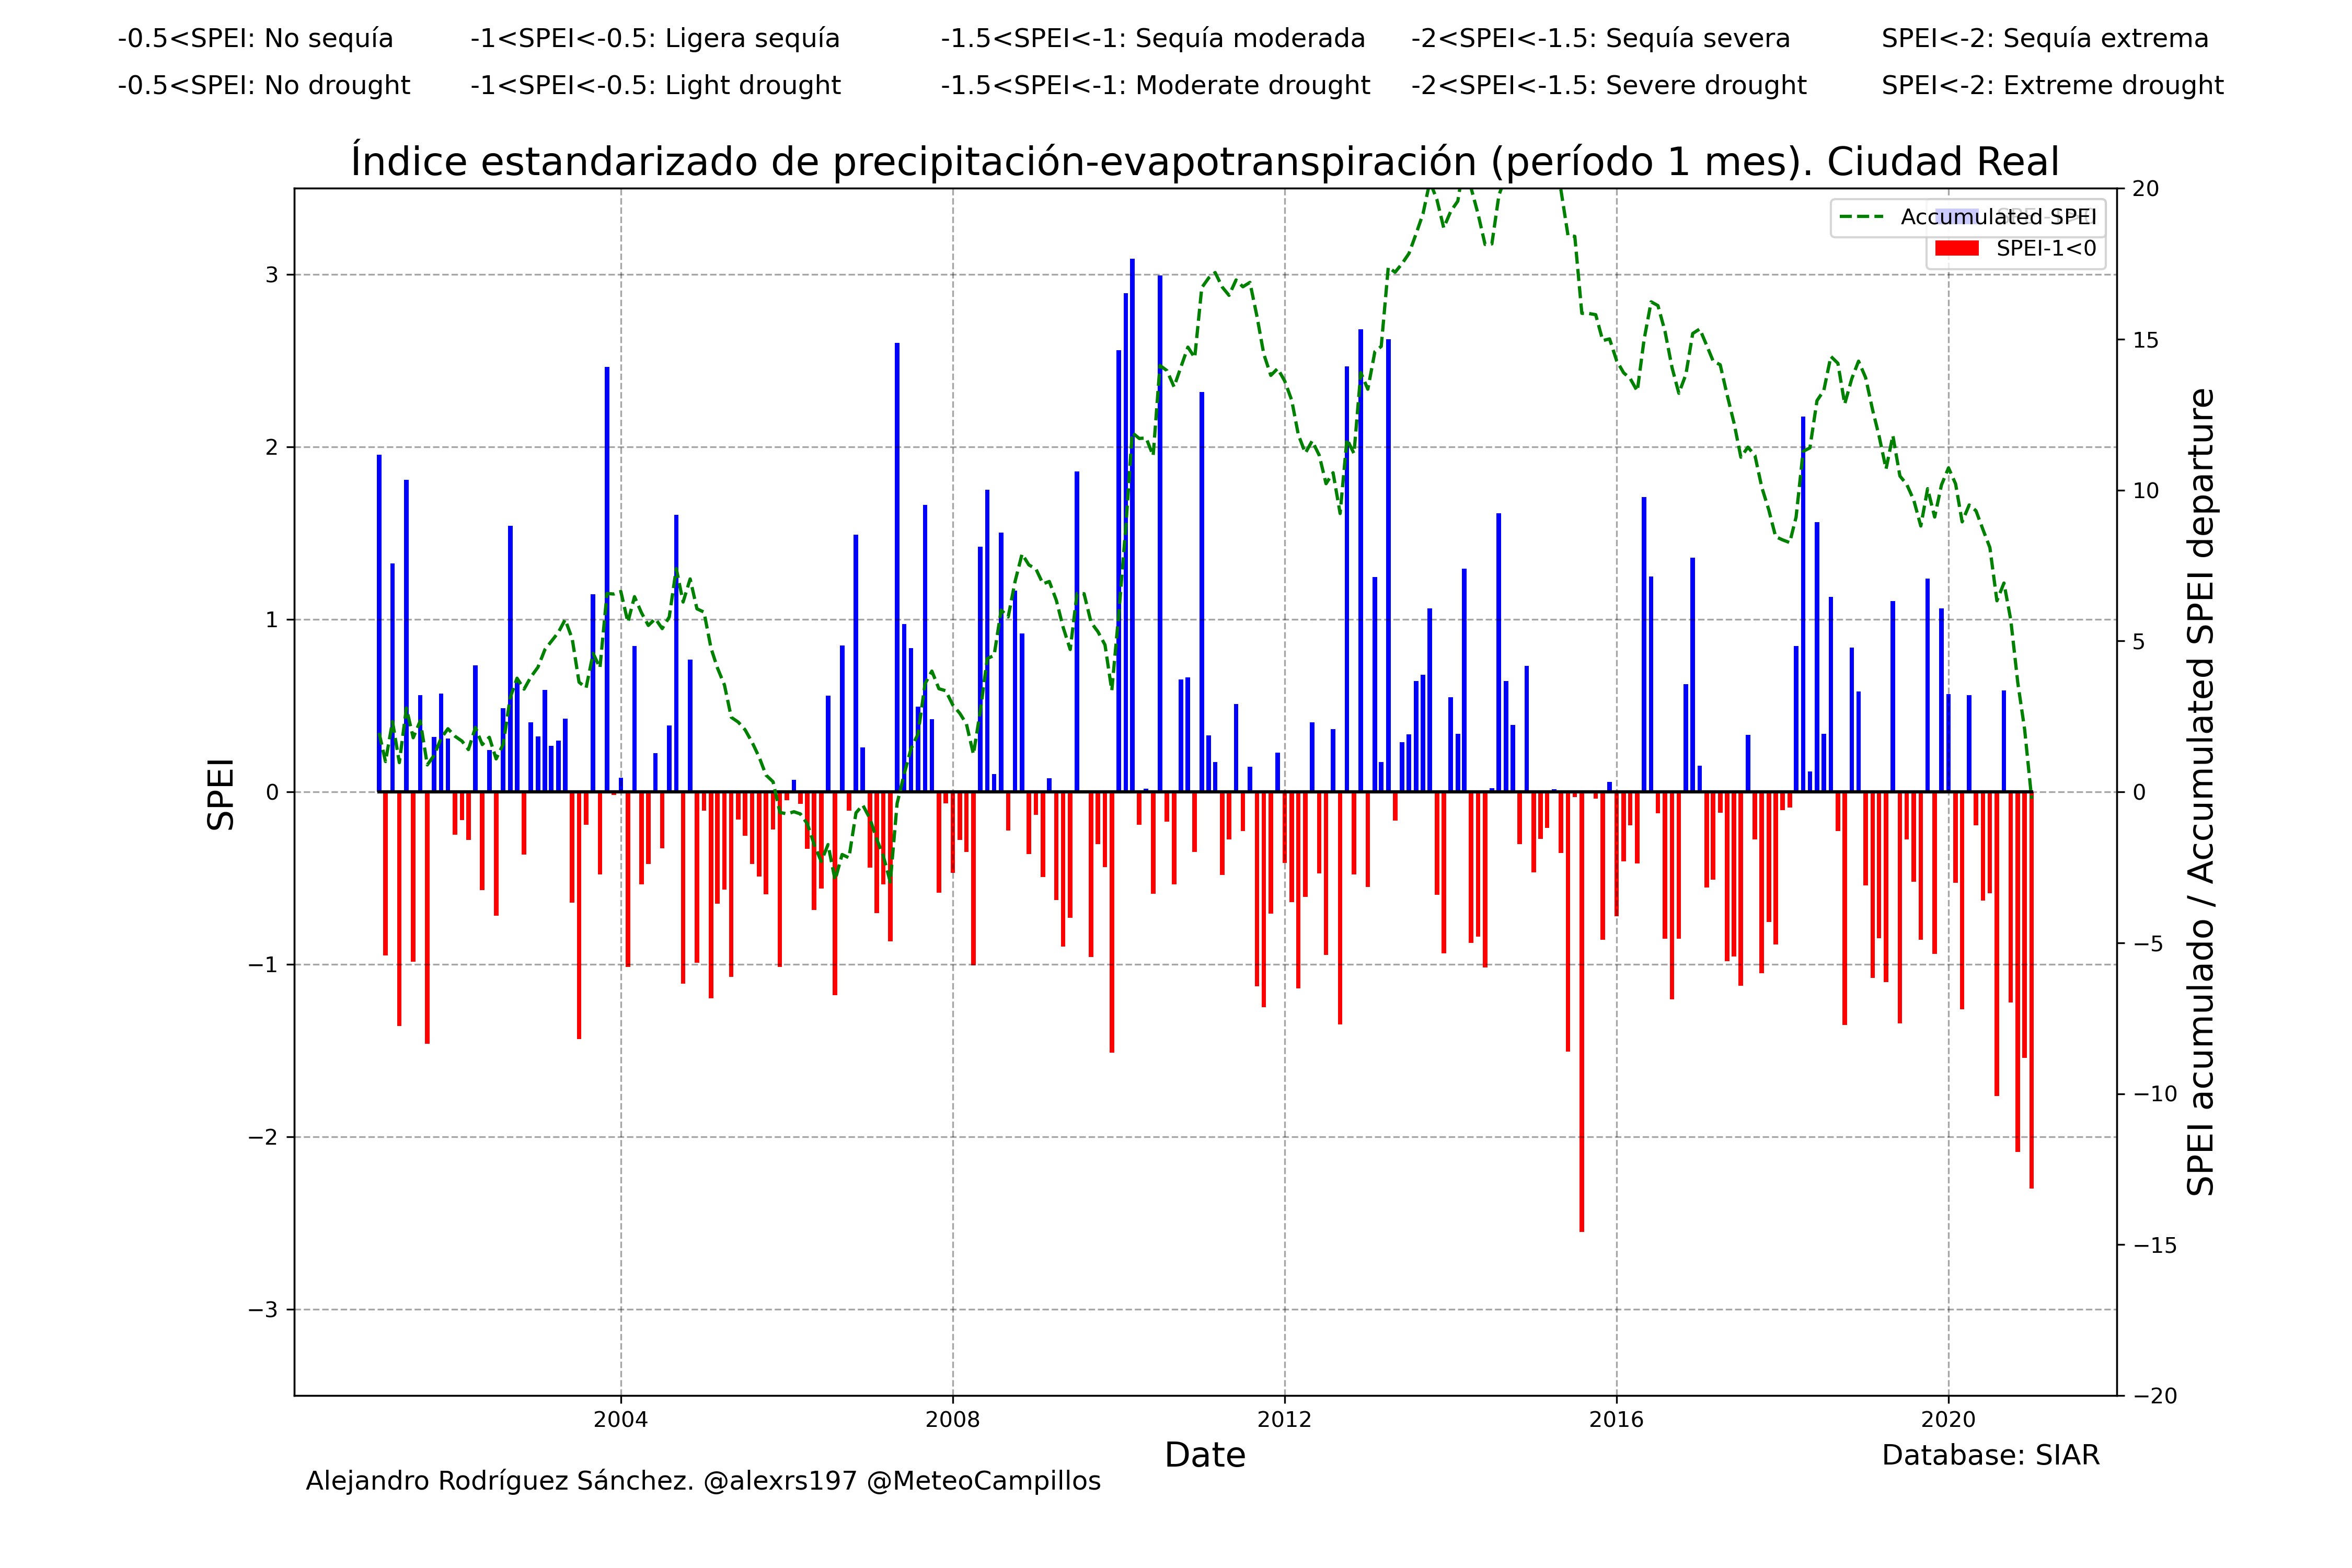 -0.5<SPEI: No sequía -1<SPEI<-0.5: Ligera sequía -1.5<SPEI<-1: Sequía moderada -2<SPEI<-1.5: Sequía severa SPEI<-2: Sequía extrema
-0.5<SPEI: No drought -1<SPEI<-0.5: Light drought -1.5<SPEI<-1: Moderate drought -2<SPEI<-1.5: Severe drought SPEI<-2: Extreme drought
Índice estandarizado de precipitación-evapotranspiración (período 1 mes). Ciudad Real
Accumulated SPEI
SPEI-1<0
SPEI
3
2
1
0
−1
−2
−3
20
15
10
5
0
−5
−10
−15
−20
SPEI acumulado / Accumulated SPEI departure
2004 2008 2012 2016 2020
Date
Database: SIAR
Alejandro Rodríguez Sánchez. @alexrs197 @MeteoCampillos